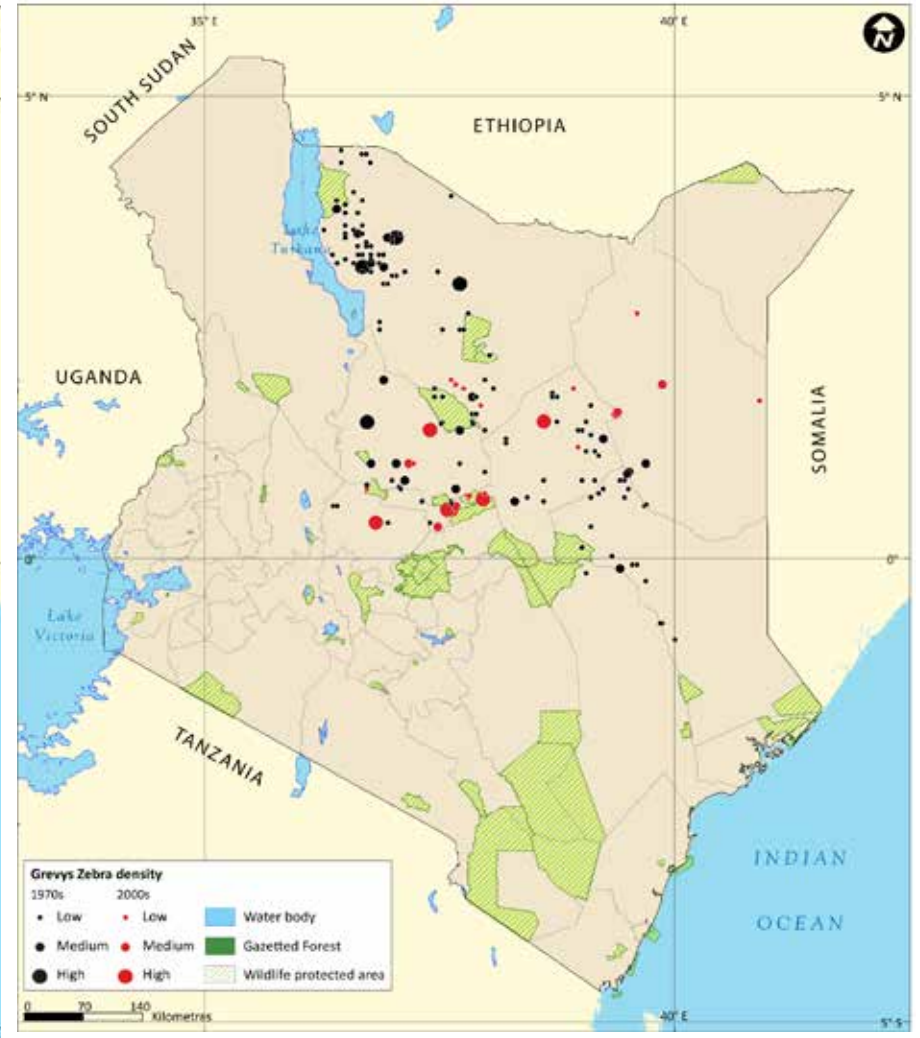 35° E
40° E
N
SOUTH SUDAN
5° N
5° N
ETHIOPIA
Lake
Turkana
UGANDA
SOMALIA
0°
0°
Lake
Victoria
TANZANIA
INDIAN
OCEAN
Grevys Zebra density
1970s 2000s
Low Low Water body
Medium Medium Gazetted Forest
High High Wildlife protected area
0 70 140
Kilometres
40° E
5° S